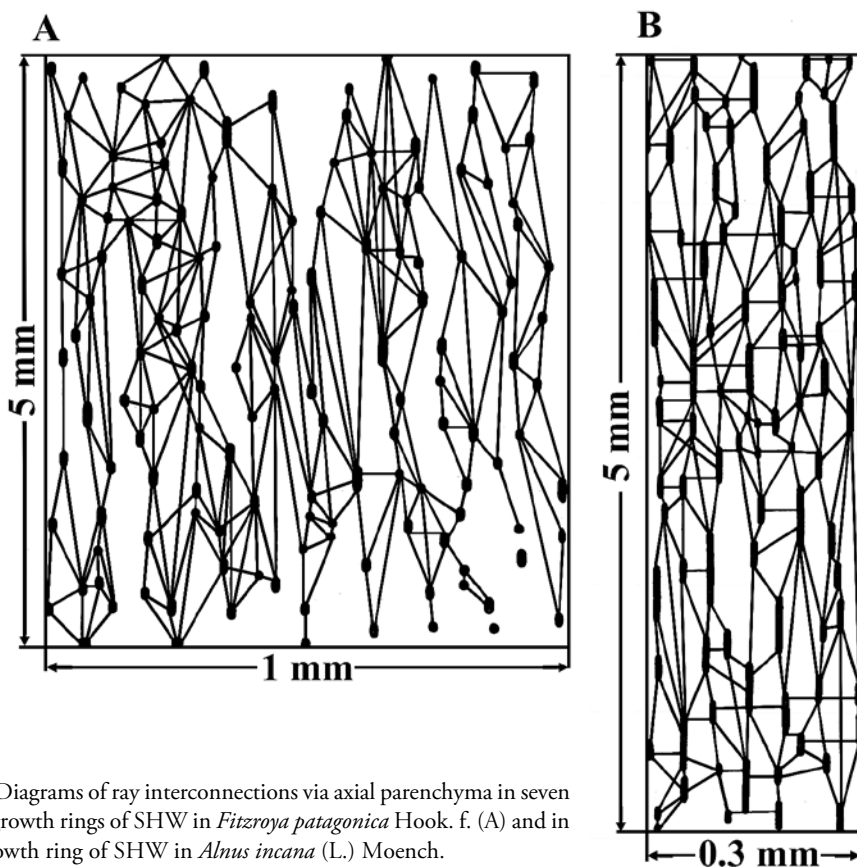 A
B
5 mm
5 mm
1 mm
0.3 mm
Diagrams of ray interconnections via axial parenchyma in seven
growth rings of SHW in Fitzroya patagonica Hook. f. (A) and in
owth ring of SHW in Alnus incana (L.) Moench.